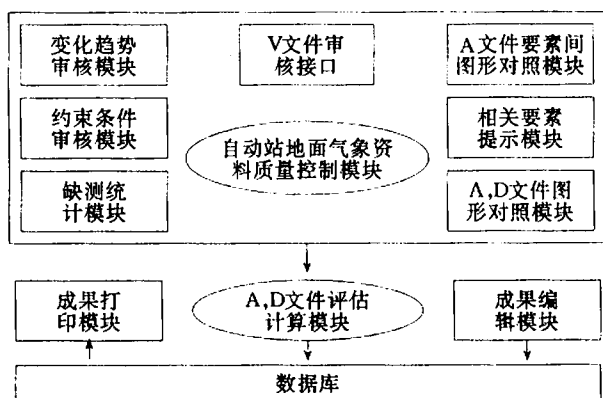 变化趋势
审核模块
V文件审
核接口
A文件要素间
图形对照模块
约束条件
审核模块
自动站地面气象资
料质量控制模块
相关要素
提示模块
缺测统
计模块
A,D文件图
形对照模块
成果打
印模块
A,D文件评估
计算模块
成果编
辑模块
数据库